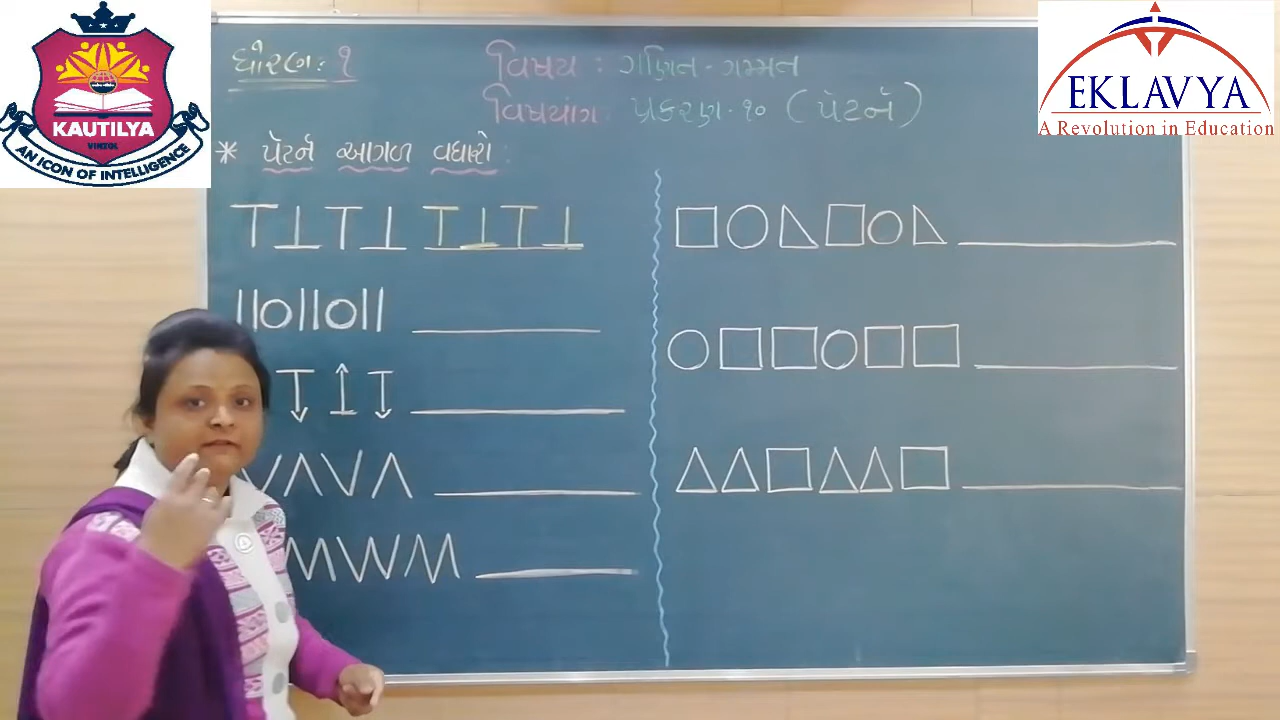 KAUTILYA
VINZOL
AN ICON OF INTELLIGENCE
EKLAVYA
A Revolution in Education
ધોરણ : ૧
વિષય : ગણિત - ગમ્મત
વિષયાંગ : પ્રકરણ - ૧૦ ( પૅટર્ન )
* પૅટર્ન આગળ વધારો :